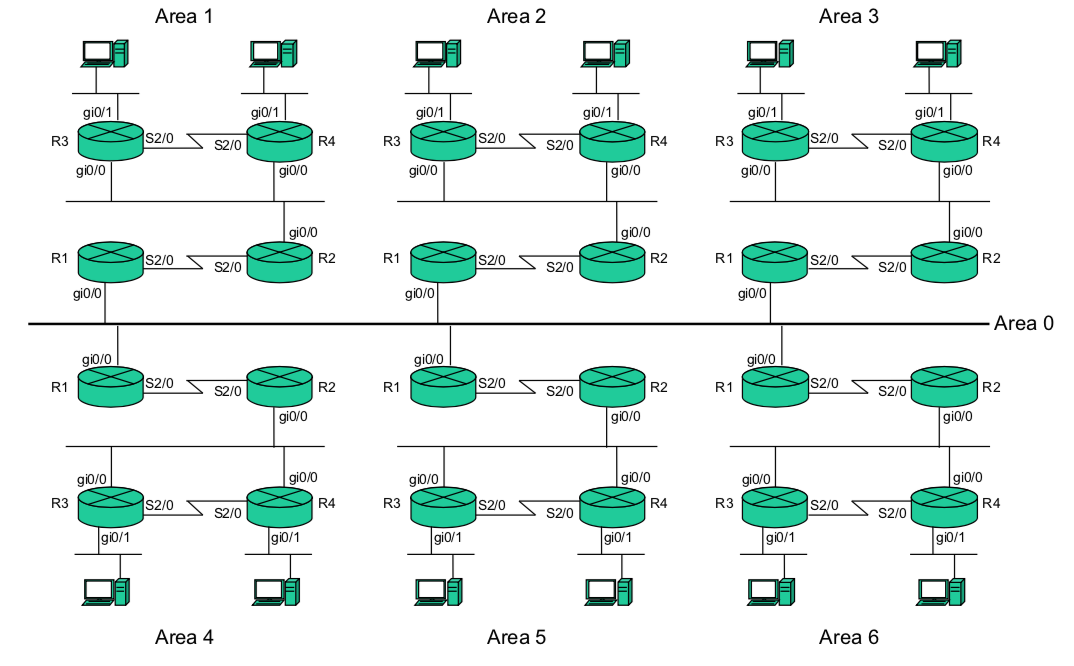 Area 1 Area 2 Area 3
gi0/1 gi0/1 gi0/1 gi0/1 gi0/1 gi0/1
R3 S2/0 S2/0 R4 R3 S2/0 S2/0 R4 R3 S2/0 S2/0 R4
gi0/0 gi0/0 gi0/0 gi0/0 gi0/0 gi0/0
gi0/0 gi0/0 gi0/0
R1 S2/0 S2/0 R2 R1 S2/0 S2/0 R2 R1 S2/0 S2/0 R2
gi0/0 gi0/0 gi0/0
Area 0
gi0/0 gi0/0 gi0/0
R1 S2/0 S2/0 R2 R1 S2/0 S2/0 R2 R1 S2/0 S2/0 R2
gi0/0 gi0/0 gi0/0
gi0/0 gi0/0 gi0/0 gi0/0 gi0/0 gi0/0
R3 S2/0 S2/0 R4 R3 S2/0 S2/0 R4 R3 S2/0 S2/0 R4
gi0/1 gi0/1 gi0/1 gi0/1 gi0/1 gi0/1
Area 4 Area 5 Area 6